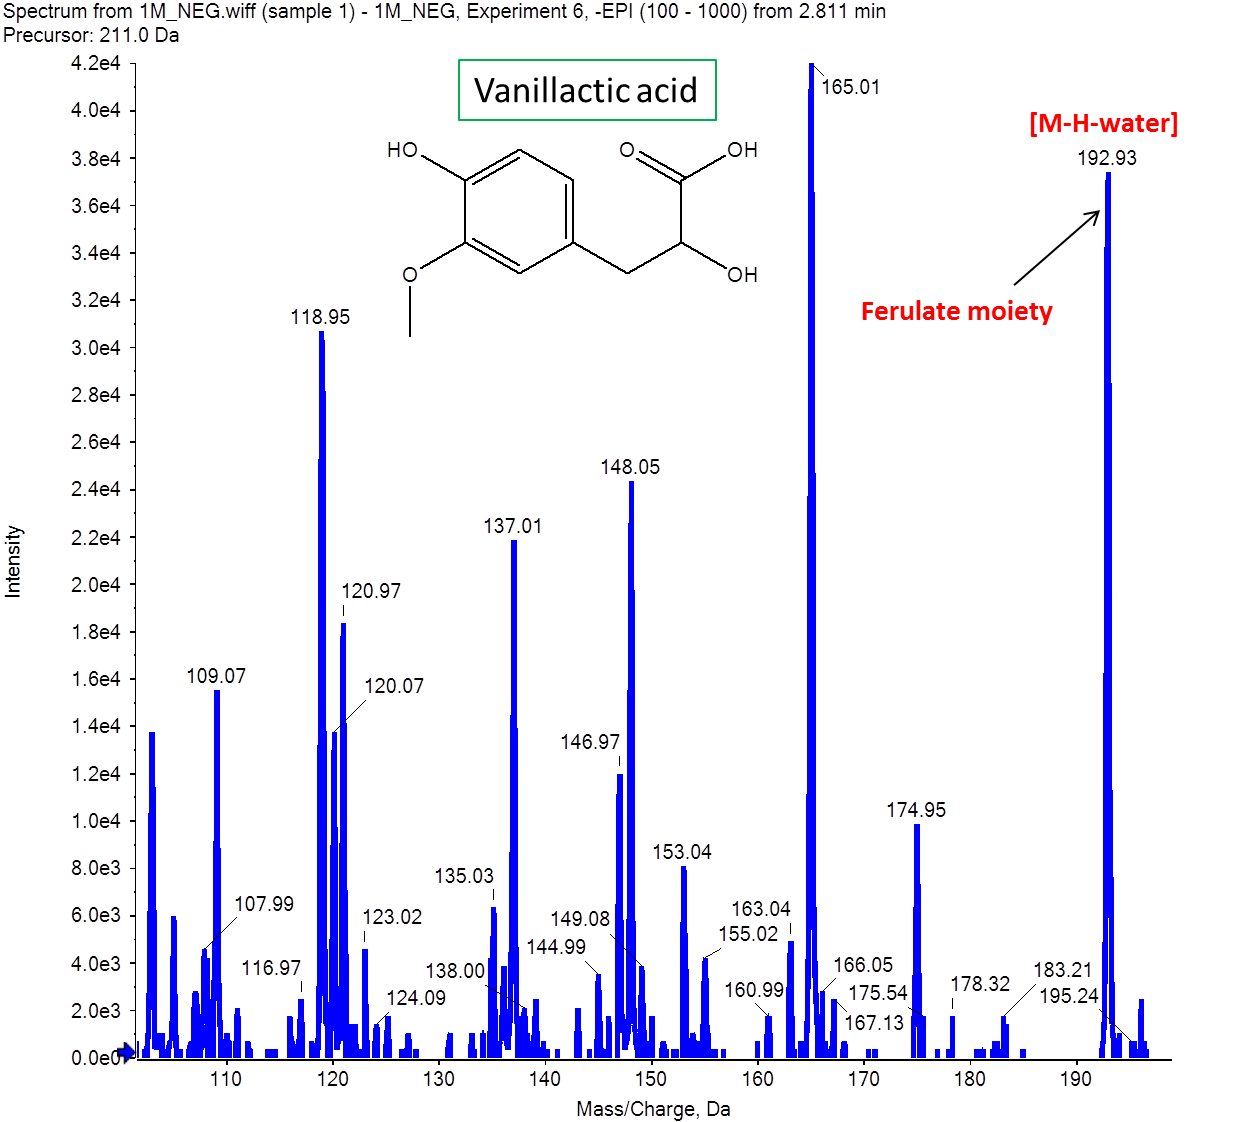 Spectrum from 1M_NEG.wiff (sample 1) - 1M_NEG, Experiment 6, -EPI (100 - 1000) from 2.811 min
Precursor: 211.0 Da
Vanillactic acid
[M-H-water]
Ferulate moiety
HO
O
OH
O
OH
Intensity
4.2e4
4.0e4
3.8e4
3.6e4
3.4e4
3.2e4
3.0e4
2.8e4
2.6e4
2.4e4
2.2e4
2.0e4
1.8e4
1.6e4
1.4e4
1.2e4
1.0e4
8.0e3
6.0e3
4.0e3
2.0e3
0.0e0
165.01
192.93
118.95
148.05
137.01
120.97
109.07
120.07
146.97
174.95
153.04
135.03
107.99
123.02
149.08
163.04
155.02
144.99
116.97
138.00
124.09
160.99
166.05
175.54
167.13
178.32
183.21
195.24
110 120 130 140 150 160 170 180 190
Mass/Charge, Da